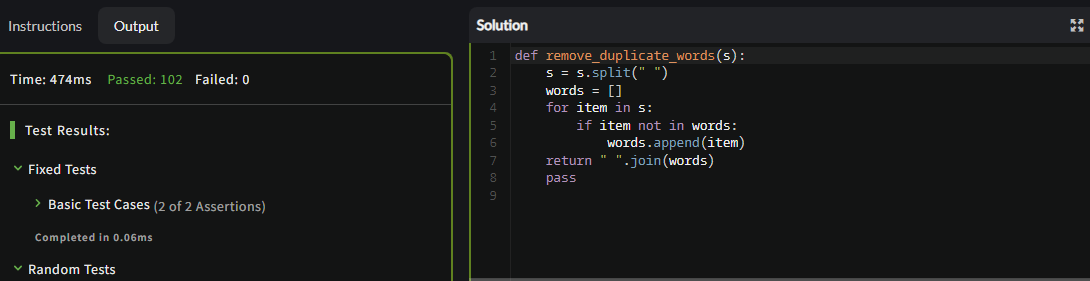 Instructions
Output
Time: 474ms Passed: 102 Failed: 0
Test Results:
Fixed Tests
Basic Test Cases (2 of 2 Assertions)
Completed in 0.06ms
Random Tests
Solution
1 def remove_duplicate_words(s):
2     s = s.split(" ")
3     words = []
4     for item in s:
5         if item not in words:
6             words.append(item)
7     return " ".join(words)
8     pass
9